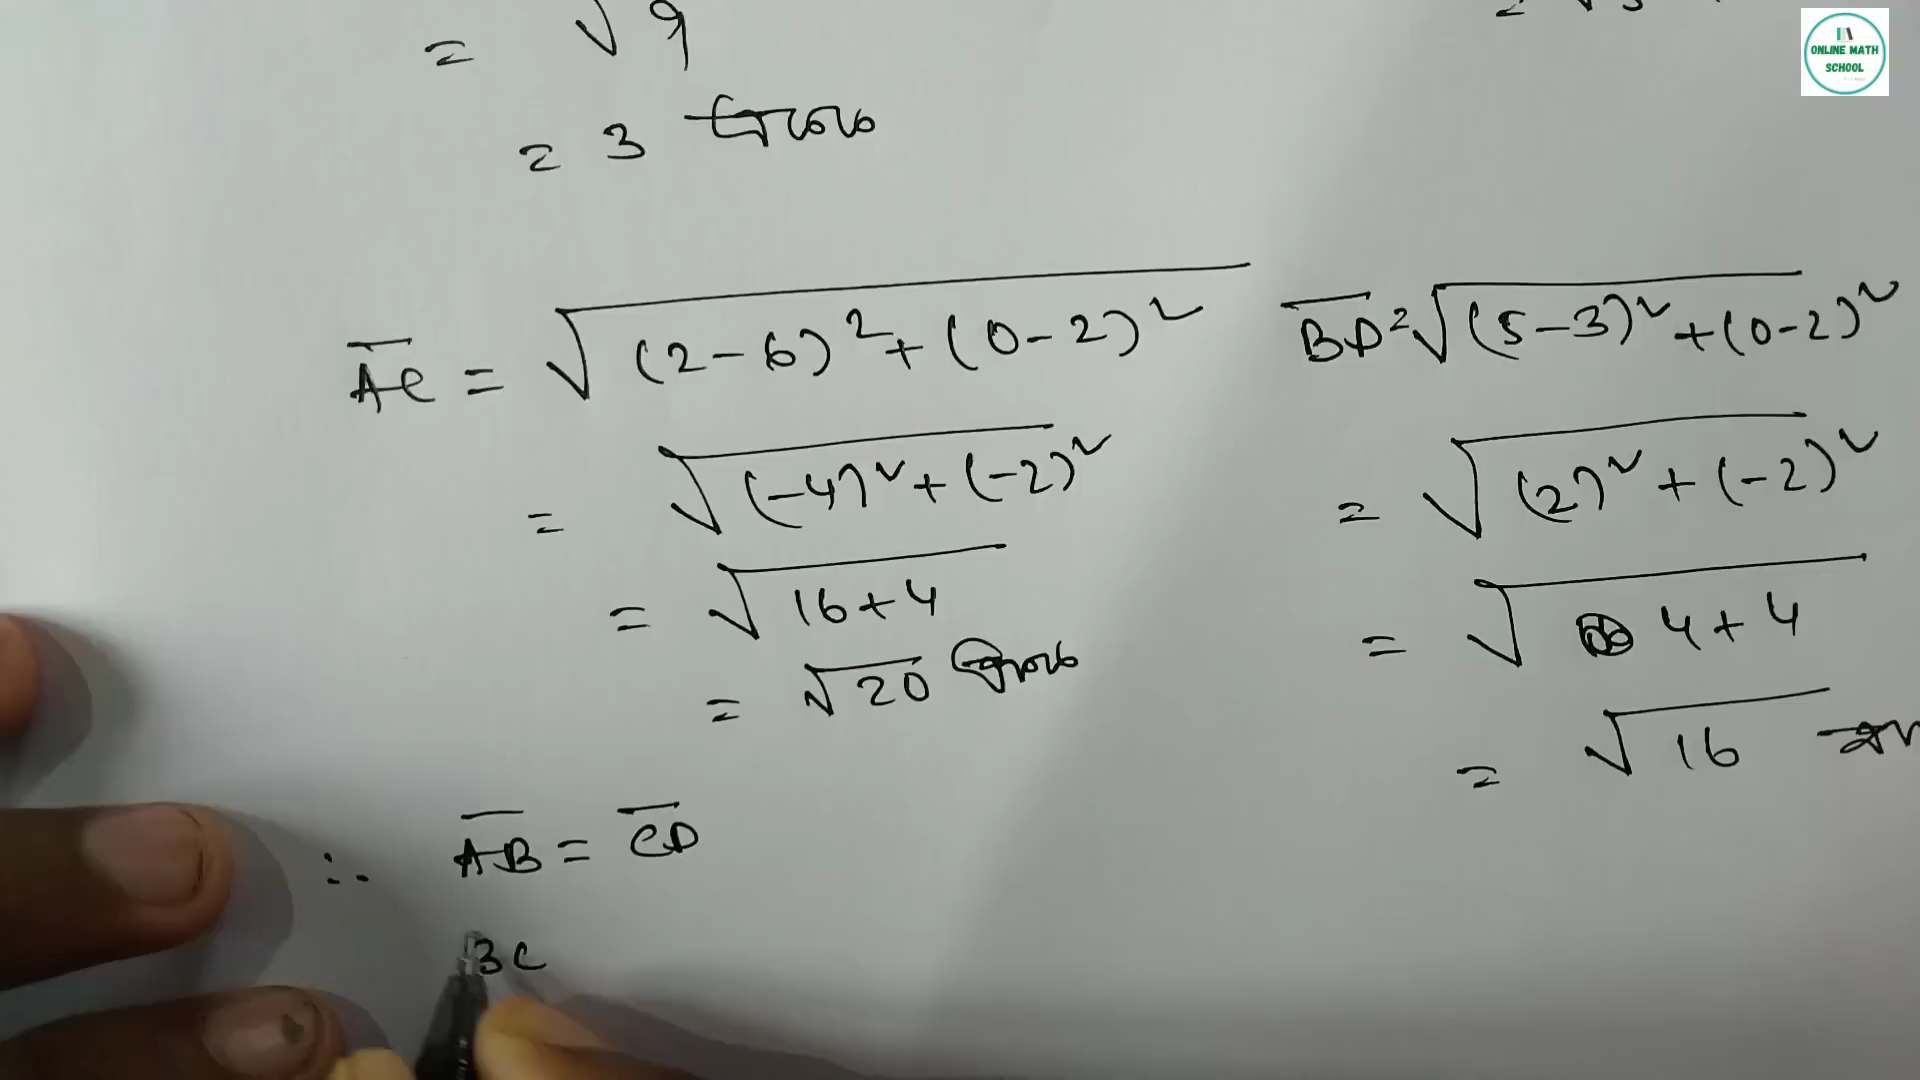 = √9
= 3 একক
ONLINE MATH
SCHOOL
AC = √(2-6)² + (0-2)²
BD = √(5-3)² + (0-2)²
= √(-4)² + (-2)²
= √(2)² + (-2)²
= √16+4
= √4+4
= √20 একক
= √16
∴ AB = CD
BC